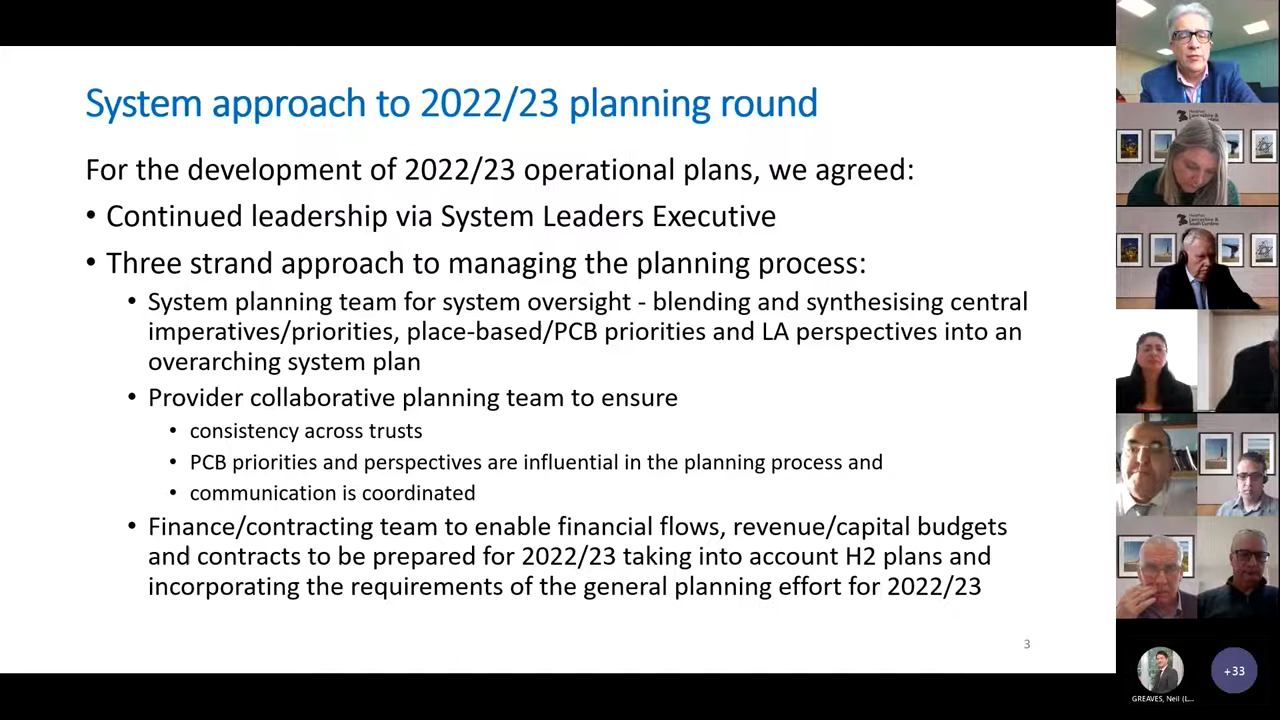 System approach to 2022/23 planning round
For the development of 2022/23 operational plans, we agreed:
• Continued leadership via System Leaders Executive
• Three strand approach to managing the planning process:
• System planning team for system oversight - blending and synthesising central
imperatives/priorities, place-based/PCB priorities and LA perspectives into an
overarching system plan
• Provider collaborative planning team to ensure
• consistency across trusts
• PCB priorities and perspectives are influential in the planning process and
• communication is coordinated
• Finance/contracting team to enable financial flows, revenue/capital budgets
and contracts to be prepared for 2022/23 taking into account H2 plans and
incorporating the requirements of the general planning effort for 2022/23
3
Lancashire &
Lancashire &
South Cumbria
GREAVES, Neil (L...
+33